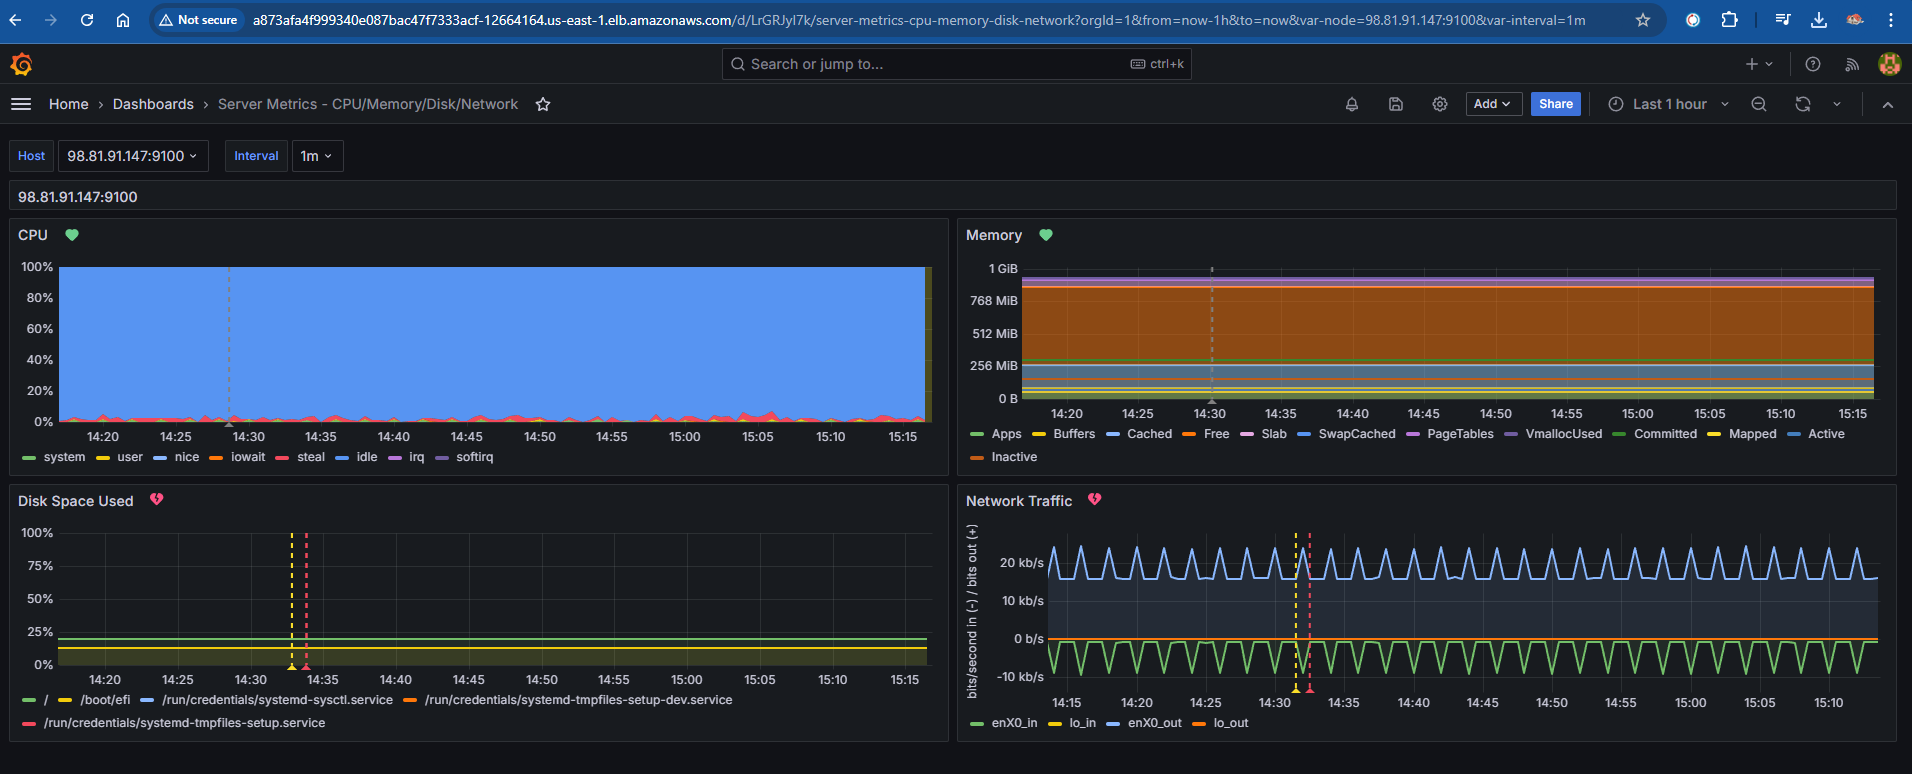 Not secure a873afa4f999340e087bac47f7333acf-12664164.us-east-1.elb.amazonaws.com/d/LrGRJyI7k/server-metrics-cpu-memory-disk-network?orgId=1&from=now-1h&to=now&var-node=98.81.91.147:9100&var-interval=1m
Search or jump to... ctrl+k
Home › Dashboards › Server Metrics - CPU/Memory/Disk/Network
Add Share Last 1 hour
Host 98.81.91.147:9100 Interval 1m
98.81.91.147:9100
CPU
100%
80%
60%
40%
20%
0%
14:20 14:25 14:30 14:35 14:40 14:45 14:50 14:55 15:00 15:05 15:10 15:15
system user nice iowait steal idle irq softirq
Memory
1 GiB
768 MiB
512 MiB
256 MiB
0 B
14:20 14:25 14:30 14:35 14:40 14:45 14:50 14:55 15:00 15:05 15:10 15:15
Apps Buffers Cached Free Slab SwapCached PageTables VmallocUsed Committed Mapped Active
Inactive
Disk Space Used
100%
75%
50%
25%
0%
14:20 14:25 14:30 14:35 14:40 14:45 14:50 14:55 15:00 15:05 15:10 15:15
/ /boot/efi /run/credentials/systemd-sysctl.service /run/credentials/systemd-tmpfiles-setup-dev.service
/run/credentials/systemd-tmpfiles-setup.service
Network Traffic
bits/second in (-) / bits out (+)
20 kb/s
10 kb/s
0 b/s
-10 kb/s
14:15 14:20 14:25 14:30 14:35 14:40 14:45 14:50 14:55 15:00 15:05 15:10
enX0_in lo_in enX0_out lo_out